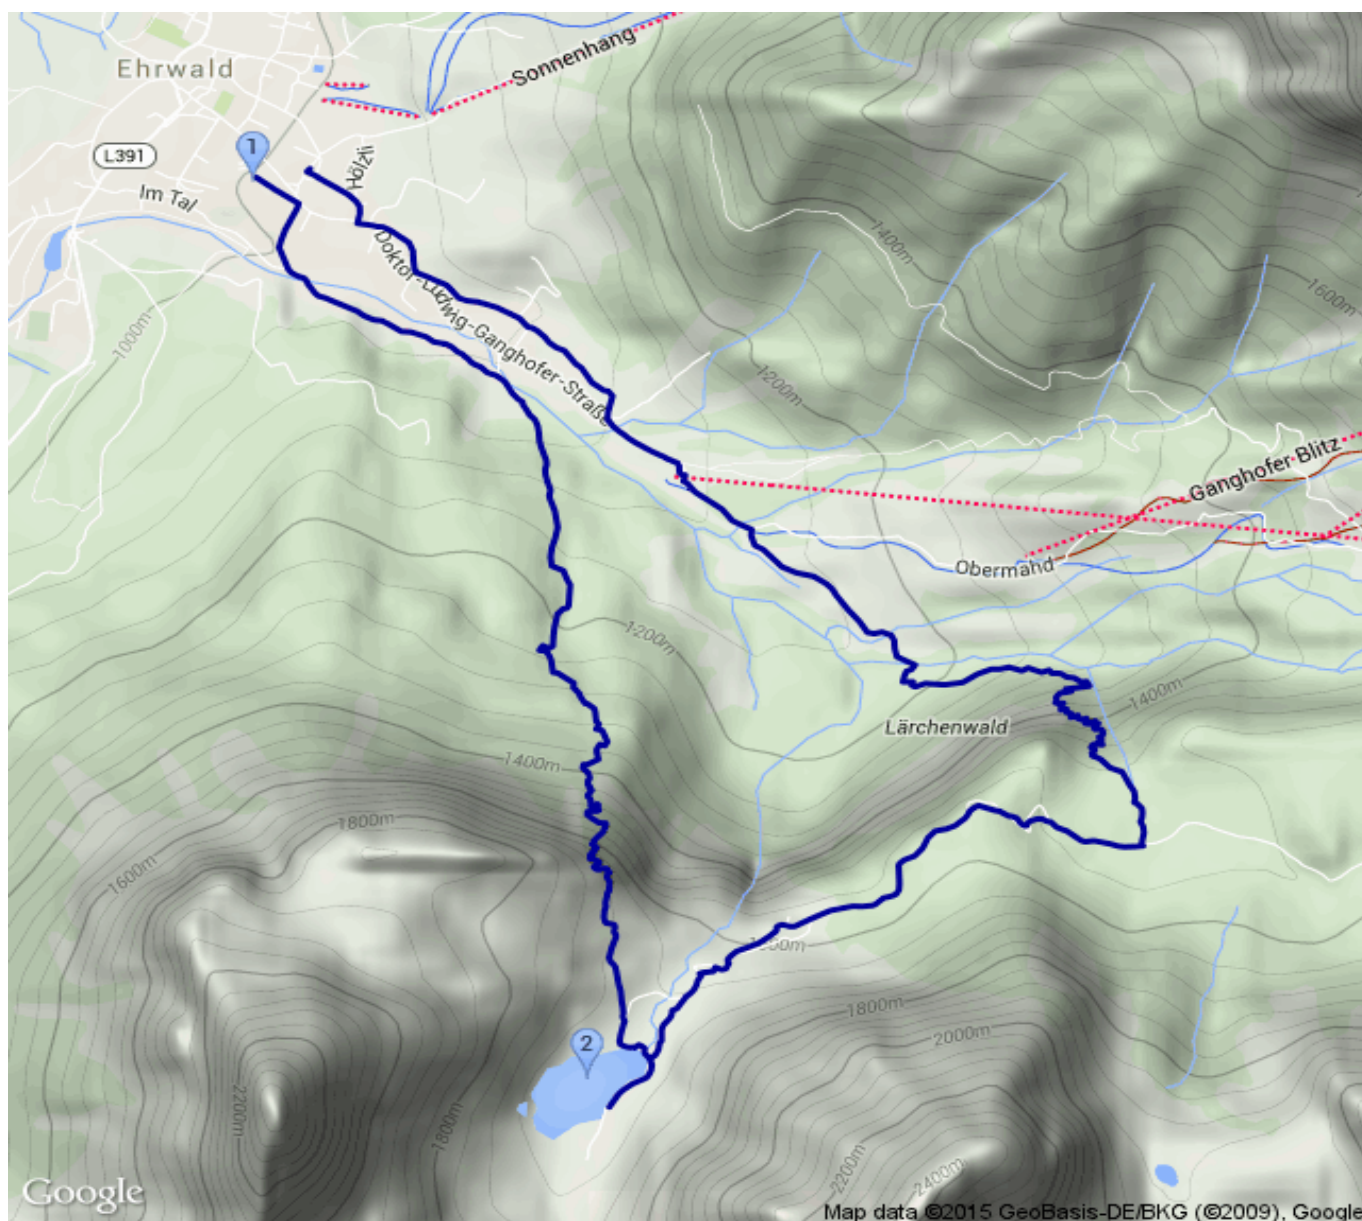 Sonnenhang
Ehrwald
1
L391
Hölzli
Im Tal
Doktor-Ludwig-Ganghofer-Straße
1400m
1600m
1000m
1200m
Ganghofer-Blitz
Obermahd
1200m
1400m
Lärchenwald
1400m
1800m
1600m
1800m
2000m
2
2200m
1800m
2200m
2400m
Google
Map data ©2015 GeoBasis-DE/BKG (©2009), Google